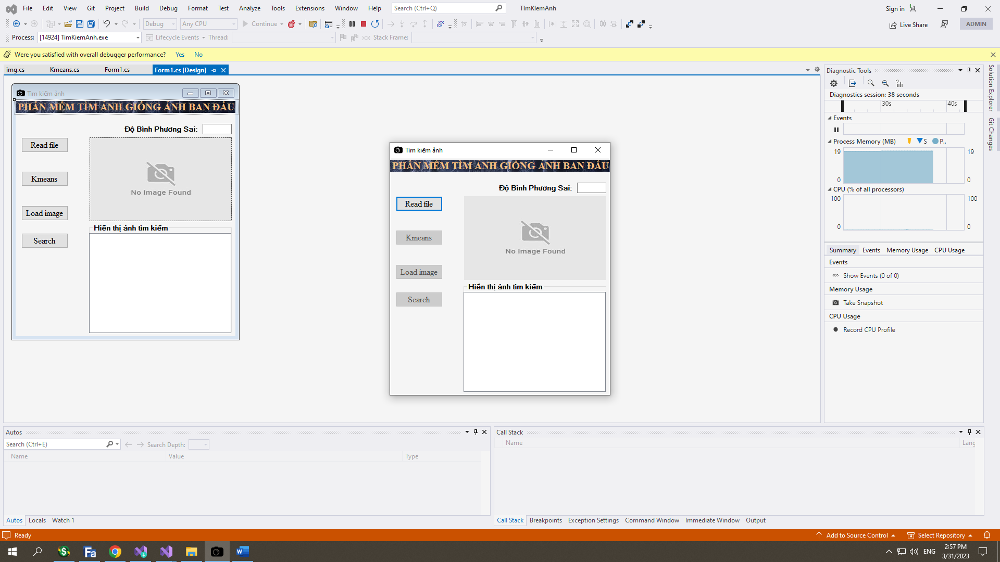 File Edit View Git Project Build Debug Format Test Analyze Tools Extensions Window Help Search (Ctrl+Q) TimKiemAnh Sign in
Debug Any CPU Continue Live Share ADMIN
Process: [14924] TimKiemAnh.exe Lifecycle Events Thread: Stack Frame:
Were you satisfied with overall debugger performance? Yes No
img.cs Kmeans.cs Form1.cs Form1.cs [Design]
Tìm kiếm ảnh
PHẦN MỀM TÌM ẢNH GIỐNG ẢNH BAN ĐẦU
Độ Bình Phương Sai:
Read file
Kmeans
No Image Found
Load image
Hiển thị ảnh tìm kiếm
Search
Tìm kiếm ảnh
PHẦN MỀM TÌM ẢNH GIỐNG ẢNH BAN ĐẦU
Độ Bình Phương Sai:
Read file
Kmeans
No Image Found
Load image
Hiển thị ảnh tìm kiếm
Search
Diagnostic Tools
Diagnostics session: 38 seconds
30s 40s
Events
Process Memory (MB) S P..
19 19
0 0
CPU (% of all processors)
100 100
0 0
Summary Events Memory Usage CPU Usage
Events
Show Events (0 of 0)
Memory Usage
Take Snapshot
CPU Usage
Record CPU Profile
Solution Explorer
Git Changes
Autos
Search (Ctrl+E) Search Depth:
Name Value Type
Autos Locals Watch 1
Call Stack
Name Lang
Call Stack Breakpoints Exception Settings Command Window Immediate Window Output
Ready Add to Source Control Select Repository
ENG 2:57 PM
3/31/2023